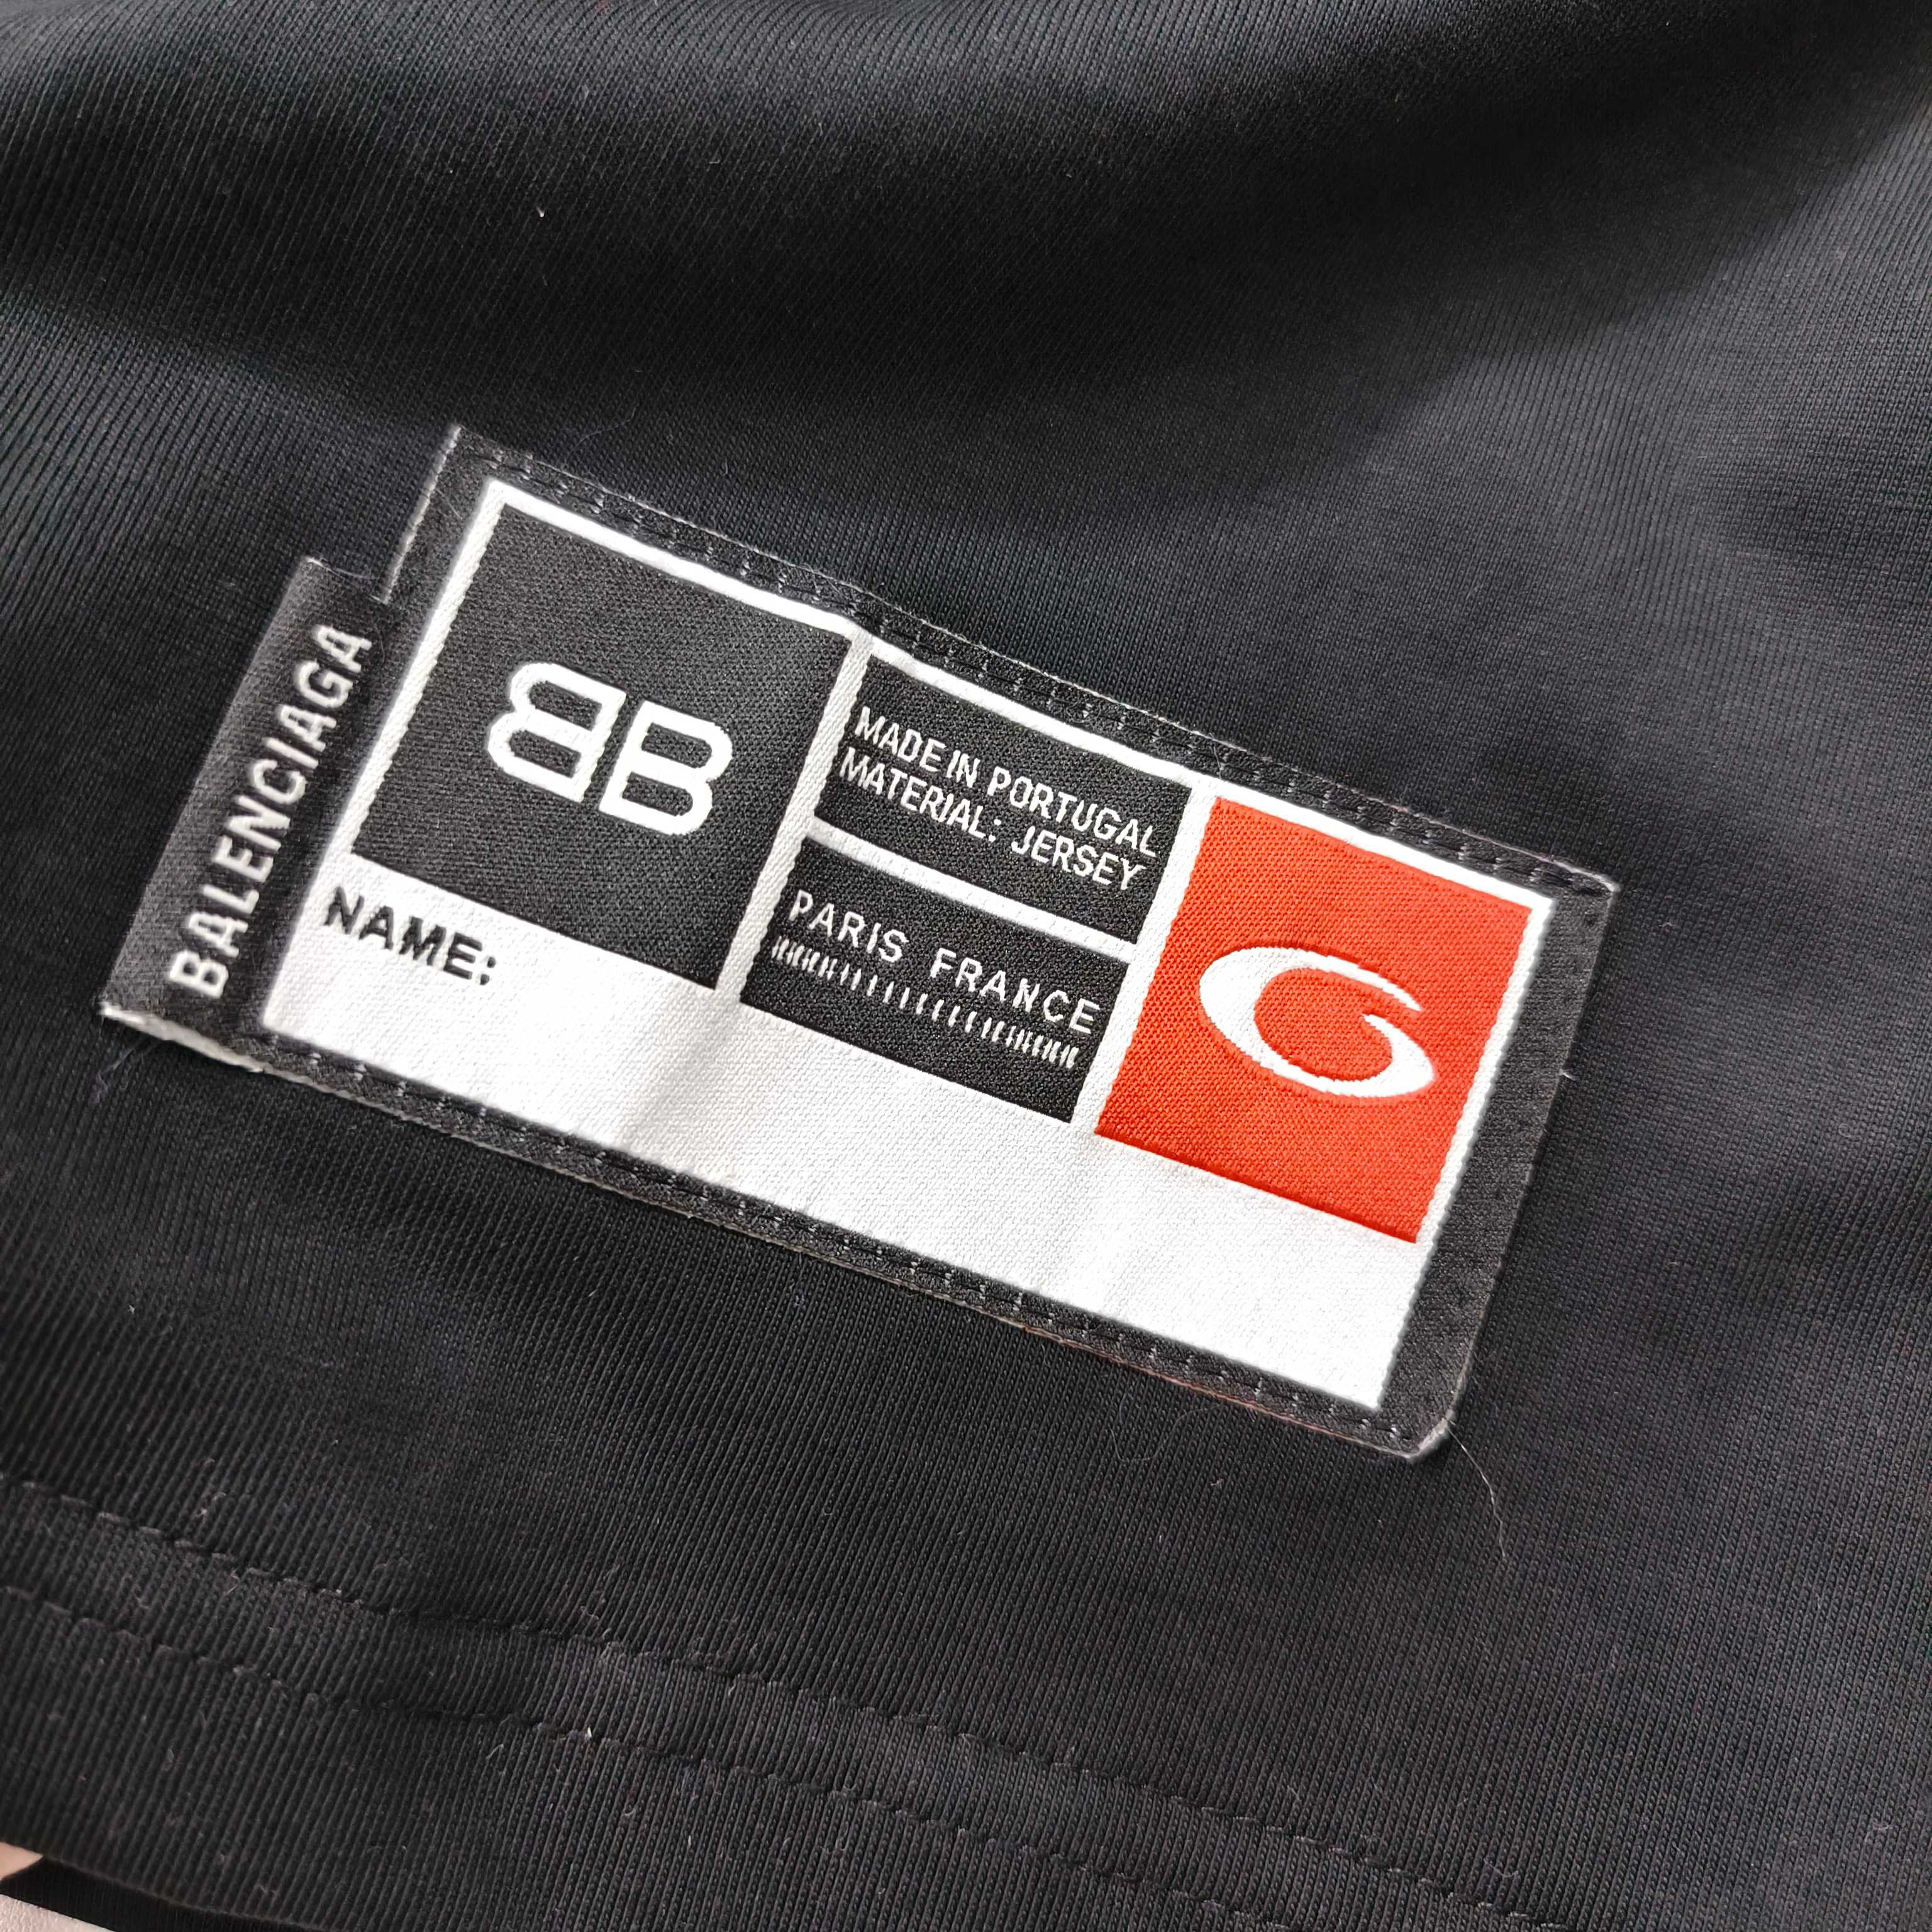 BALENCIAGA
BB
MADE IN PORTUGAL
MATERIAL: JERSEY
PARIS FRANCE
NAME:
G